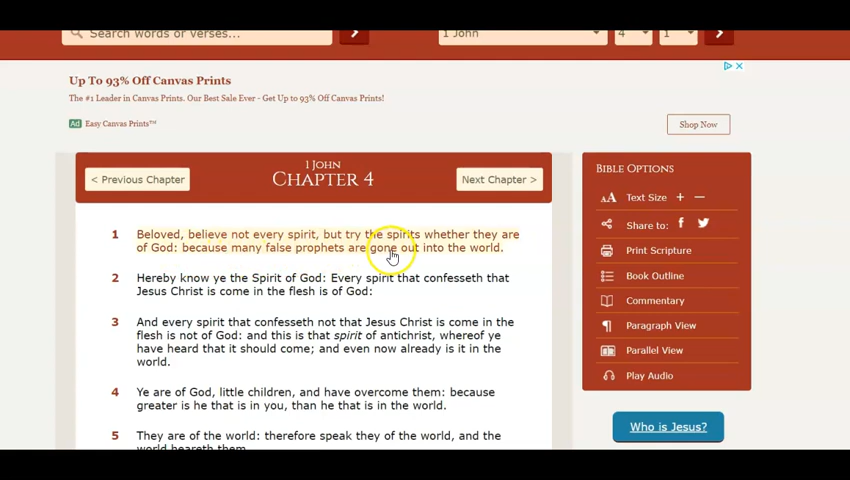 Search words or verses...
1 John 4 1
Up To 93% Off Canvas Prints
The #1 Leader in Canvas Prints. Our Best Sale Ever - Get Up to 93% Off Canvas Prints!
Ad Easy Canvas Prints™
Shop Now
1 John
Chapter 4
< Previous Chapter
Next Chapter >
1 Beloved, believe not every spirit, but try the spirits whether they are
of God: because many false prophets are gone out into the world.
2 Hereby know ye the Spirit of God: Every spirit that confesseth that
Jesus Christ is come in the flesh is of God:
3 And every spirit that confesseth not that Jesus Christ is come in the
flesh is not of God: and this is that spirit of antichrist, whereof ye
have heard that it should come; and even now already is it in the
world.
4 Ye are of God, little children, and have overcome them: because
greater is he that is in you, than he that is in the world.
5 They are of the world: therefore speak they of the world, and the
world heareth them.
Bible Options
AA Text Size + —
Share to:
Print Scripture
Book Outline
Commentary
¶ Paragraph View
Parallel View
Play Audio
Who is Jesus?